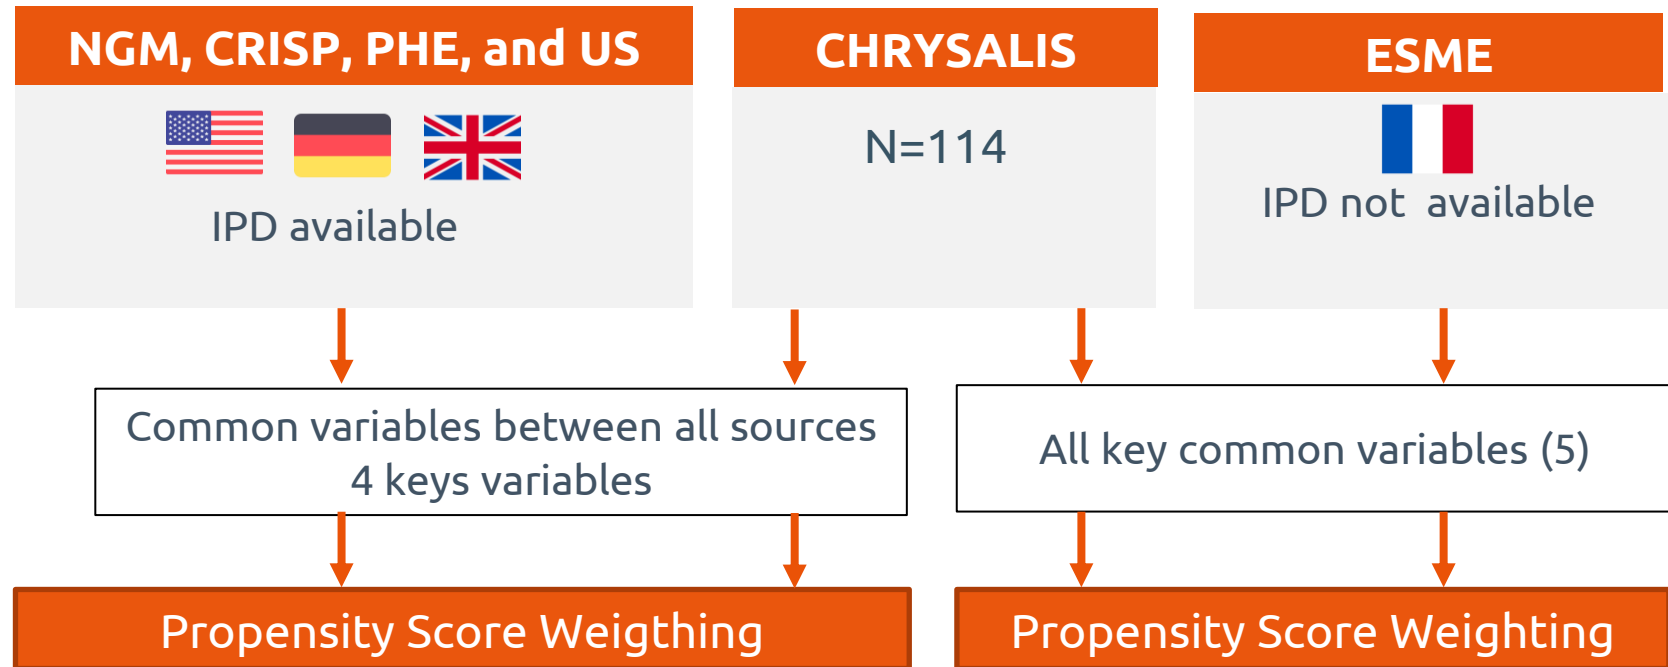 NGM, CRISP, PHE, and US
IPD available
CHRYSALIS
N=114
ESME
IPD not available
Common variables between all sources
4 keys variables
All key common variables (5)
Propensity Score Weigthing
Propensity Score Weighting